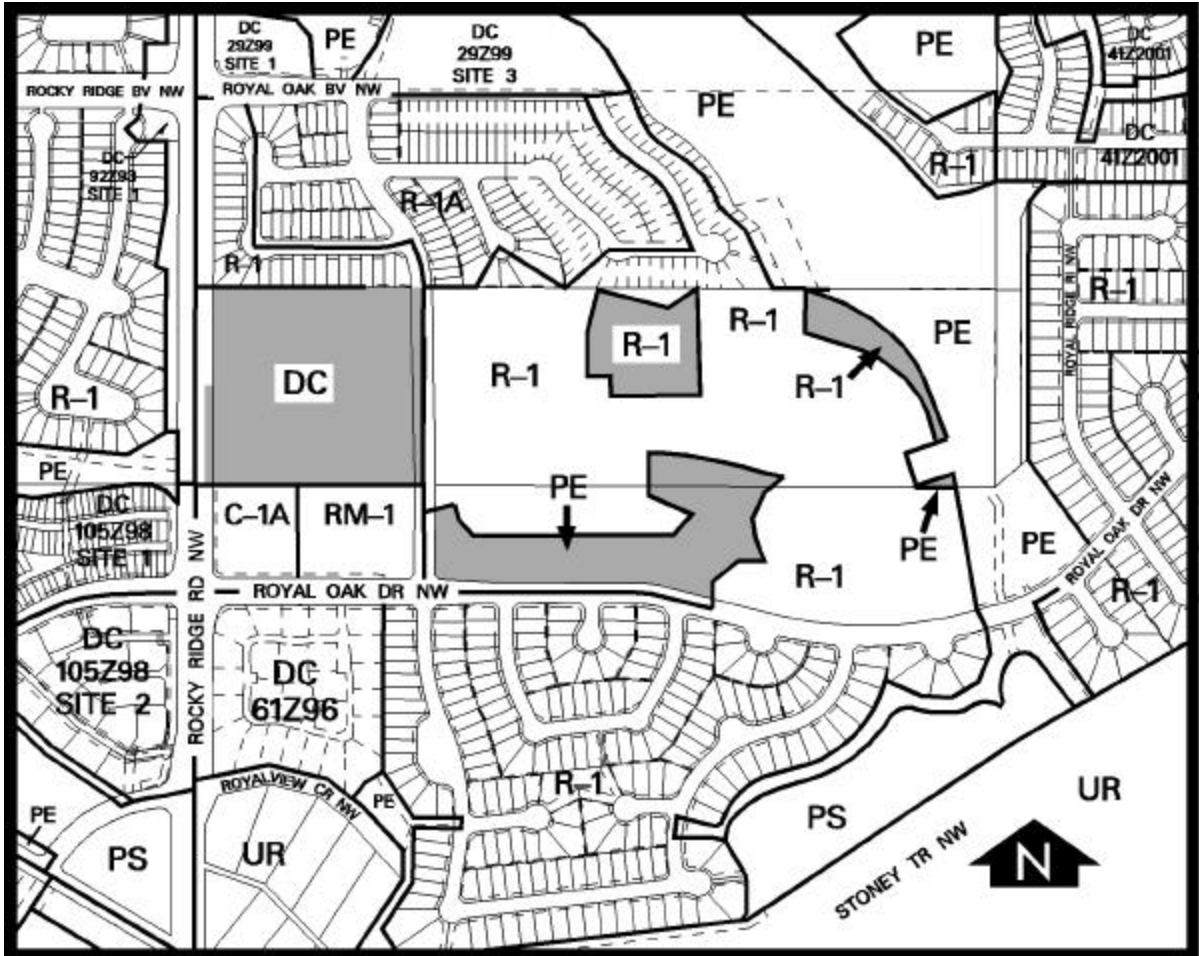 DC
29Z99
SITE 1
PE
DC
29Z99
SITE 3
PE
DC
41Z2001
ROCKY RIDGE BV NW
ROYAL OAK BV NW
PE
DC
41Z2001
DC
92Z93
SITE 1
R-1
R-1A
R-1
ROYAL RIDGE RI NW
R-1
R-1
R-1
R-1
PE
DC
R-1
R-1
PE
PE
DC
105Z98
SITE 1
C-1A
RM-1
PE
PE
ROYAL OAK DR NW
R-1
R-1
ROYAL OAK DR NW
ROCKY RIDGE RD NW
DC
105Z98
SITE 2
DC
61Z96
R-1
ROYALVIEW CR NW
PE
PE
PS
UR
PS
UR
STONEY TR NW
N